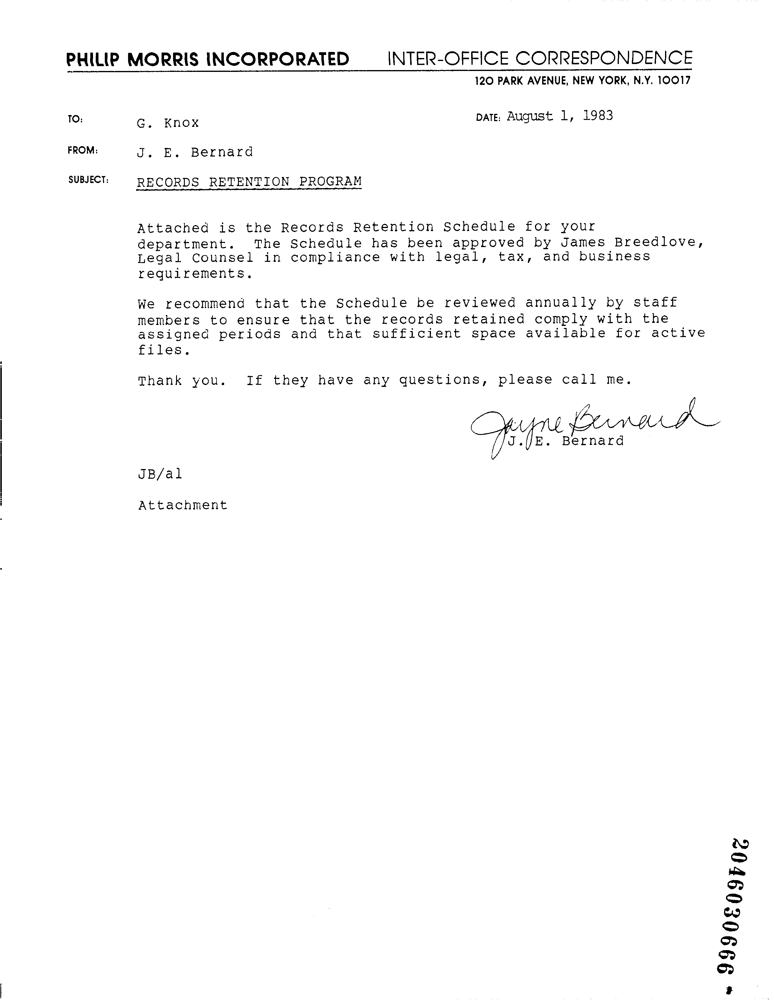 PHILIP MORRIS INCORPORATED INTER-OFFICE CORRESPONDENCE
120 PARK AVENUE, NEW YORK, N.Y. 10017
TO: G. Knox DATE: August 1, 1983
FROM: J. E. Bernard
SUBJECT: RECORDS RETENTION PROGRAM
Attached is the Records Retention Schedule for your
department. The Schedule has been approved by James Breedlove,
Legal Counsel in compliance with legal, tax, and business
requirements.
We recommend that the Schedule be reviewed annually by staff
members to ensure that the records retained comply with the
assigned periods and that sufficient space available for active
files.
Thank you. If they have any questions, please call me.
Jayne Bernard
J. E. Bernard
JB/al
Attachment
2046030666